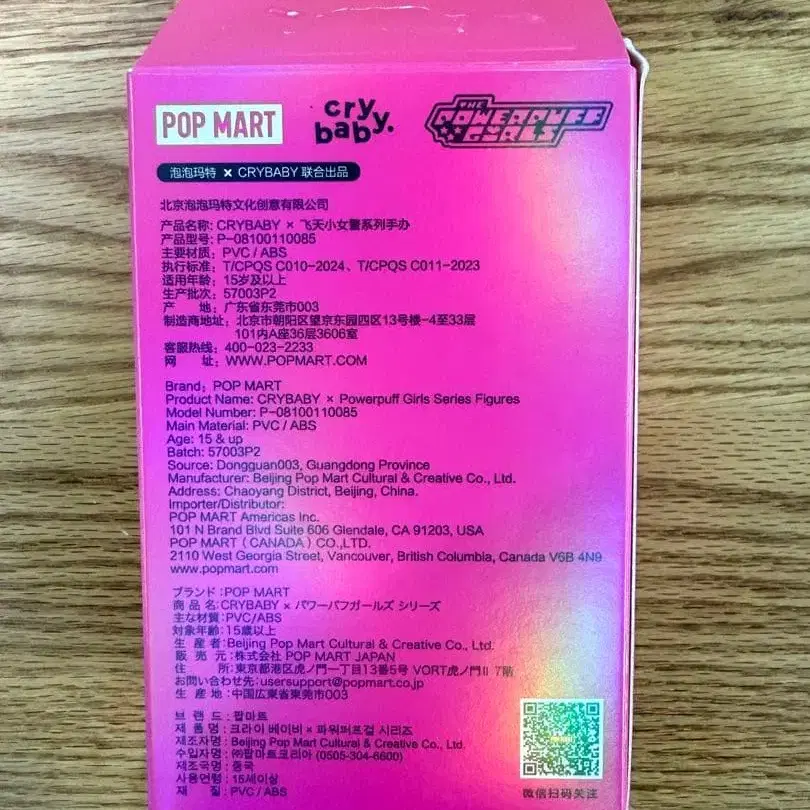 POP MART
cry baby.
THE POWERPUFF GIRLS
泡泡玛特 × CRYBABY 联合出品
北京泡泡玛特文化创意有限公司
产品名称: CRYBABY × 飞天小女警系列手办
产品型号: P-08100110085
主要材质: PVC / ABS
执行标准: T/CPQS C010-2024、T/CPQS C011-2023
适用年龄: 15岁及以上
生产批次: 57003P2
产 地: 广东省东莞市003
制造商地址: 北京市朝阳区望京东园四区13号楼-4至33层
101内A座36层3606室
客服热线: 400-023-2233
网 址: WWW.POPMART.COM
Brand: POP MART
Product Name: CRYBABY × Powerpuff Girls Series Figures
Model Number: P-08100110085
Main Material: PVC / ABS
Age: 15 & up
Batch: 57003P2
Source: Dongguan003, Guangdong Province
Manufacturer: Beijing Pop Mart Cultural & Creative Co., Ltd.
Address: Chaoyang District, Beijing, China.
Importer/Distributor:
POP MART Americas Inc.
101 N Brand Blvd Suite 606 Glendale, CA 91203, USA
POP MART (CANADA) CO.,LTD.
2110 West Georgia Street, Vancouver, British Columbia, Canada V6B 4N9
www.popmart.com
ブランド:POP MART
商 品 名:CRYBABY × パワーパフガールズ シリーズ
主な材質:PVC/ABS
対象年齢:15歳以上
生 産 者:Beijing Pop Mart Cultural & Creative Co., Ltd.
販 売 元:株式会社 POP MART JAPAN
住 所:東京都港区虎ノ門一丁目13番5号 VORT虎ノ門II 7階
お問い合わせ先:usersupport@popmart.co.jp
生 産 地:中国広東省東莞市003
브 랜 드 : 팝마트
제 품 명 : 크라이 베이비 × 파워퍼프걸 시리즈
제조자명 : Beijing Pop Mart Cultural & Creative Co., Ltd.
수입자명 : ㈜팝마트코리아 (0505-304-6600)
제조국명 : 중국
사용연령 : 15세이상
재 질 : PVC / ABS
微信扫码关注